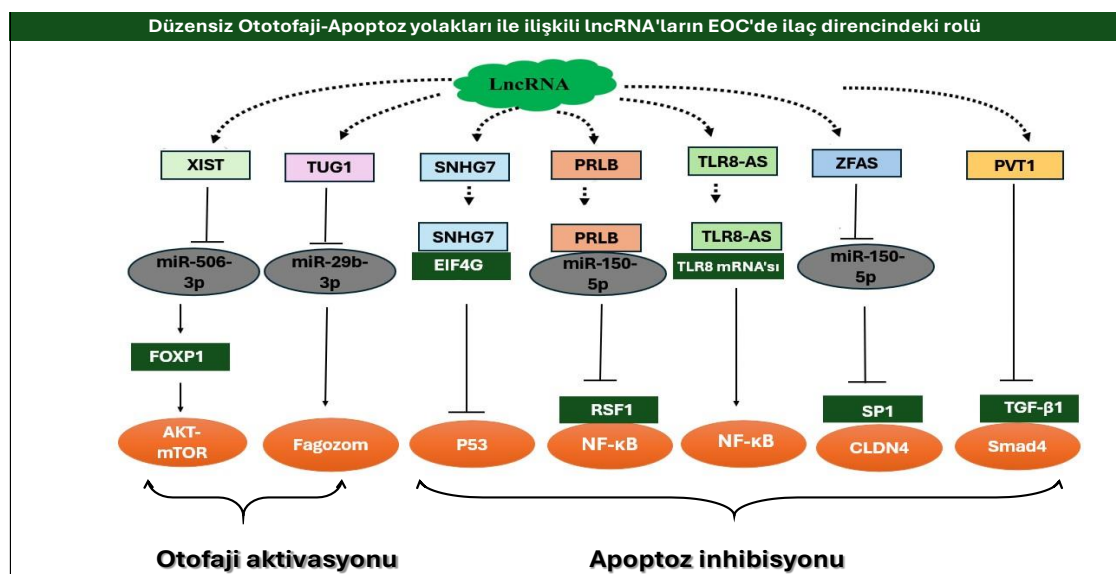 Düzensiz Ototofaji-Apoptoz yolakları ile ilişkili lncRNA'ların EOC'de ilaç direncindeki rolü
LncRNA
XIST
TUG1
SNHG7
PRLB
TLR8-AS
ZFAS
PVT1
SNHG7
PRLB
TLR8-AS
miR-506-
3p
miR-29b-
3p
EIF4G
miR-150-
5p
TLR8 mRNA'sı
miR-150-
5p
FOXP1
RSF1
SP1
TGF-β1
AKT-
mTOR
Fagozom
P53
NF-κB
NF-κB
CLDN4
Smad4
Otofaji aktivasyonu
Apoptoz inhibisyonu